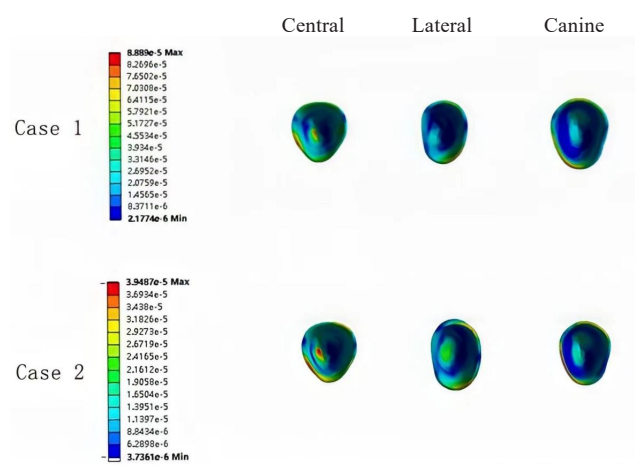 Central Lateral Canine
Case 1
8.889e-5 Max
8.2696e-5
7.6502e-5
7.0308e-5
6.4115e-5
5.7921e-5
5.1727e-5
4.5534e-5
3.934e-5
3.3146e-5
2.6952e-5
2.0759e-5
1.4565e-5
8.3711e-6
2.1774e-6 Min
Case 2
3.9487e-5 Max
3.6934e-5
3.438e-5
3.1826e-5
2.9273e-5
2.6719e-5
2.4165e-5
2.1612e-5
1.9058e-5
1.6504e-5
1.3951e-5
1.1397e-5
8.8434e-6
6.2898e-6
3.7361e-6 Min